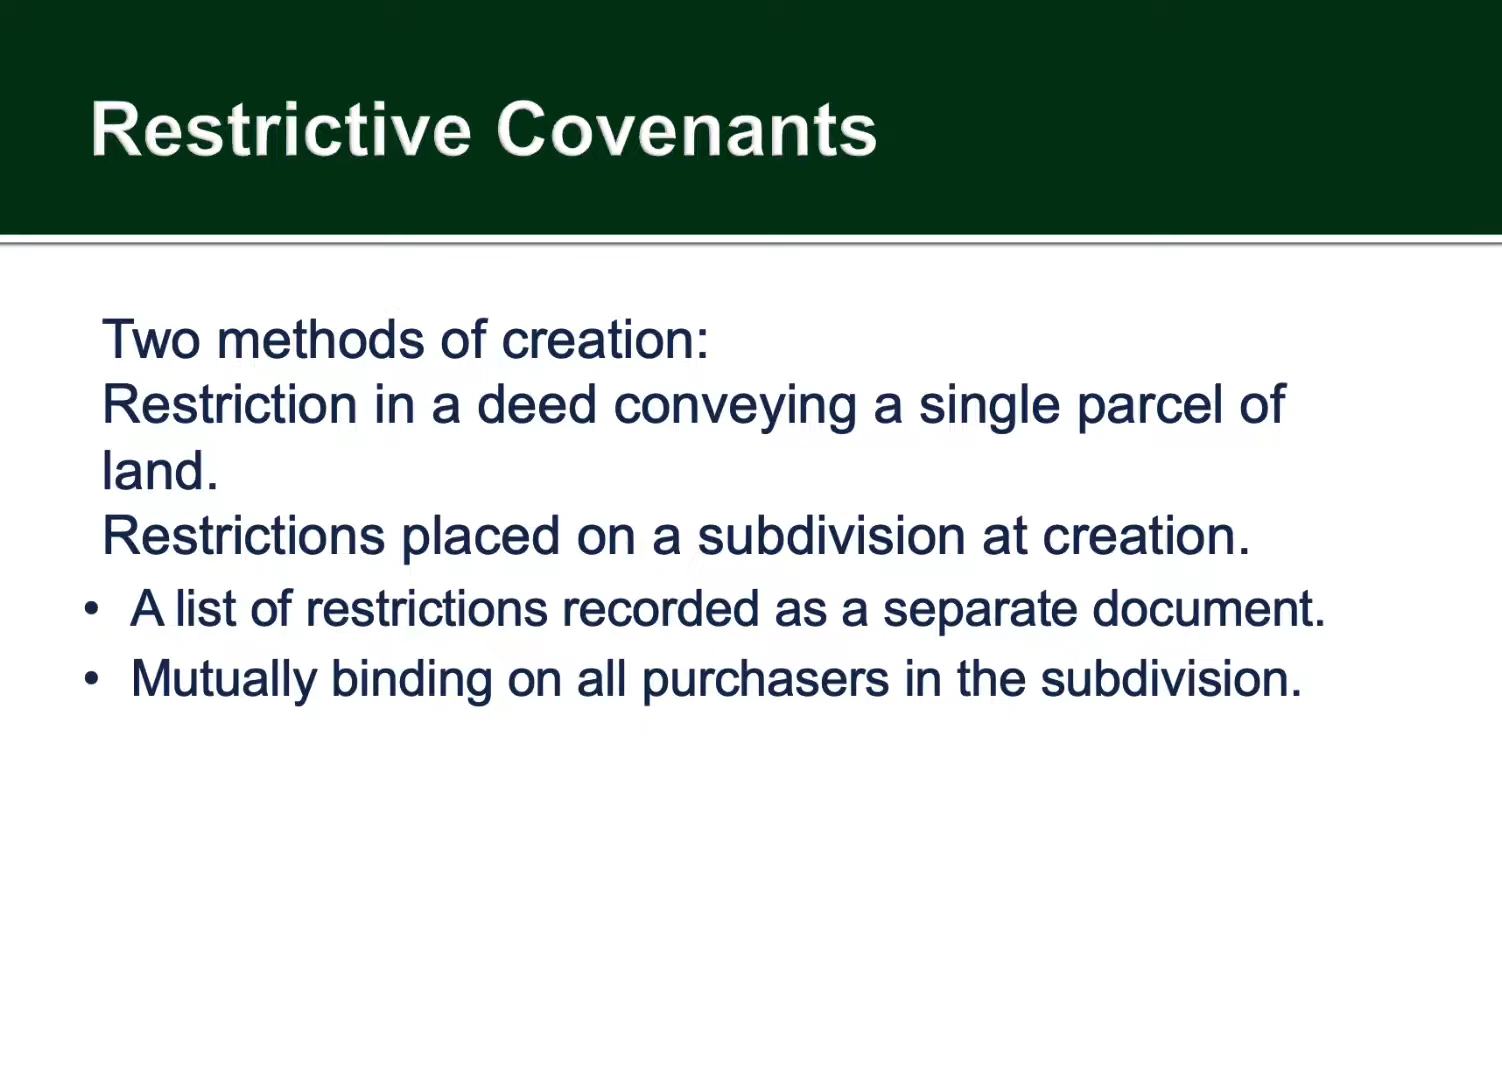 Restrictive Covenants
Two methods of creation:
Restriction in a deed conveying a single parcel of
land.
Restrictions placed on a subdivision at creation.
• A list of restrictions recorded as a separate document.
• Mutually binding on all purchasers in the subdivision.